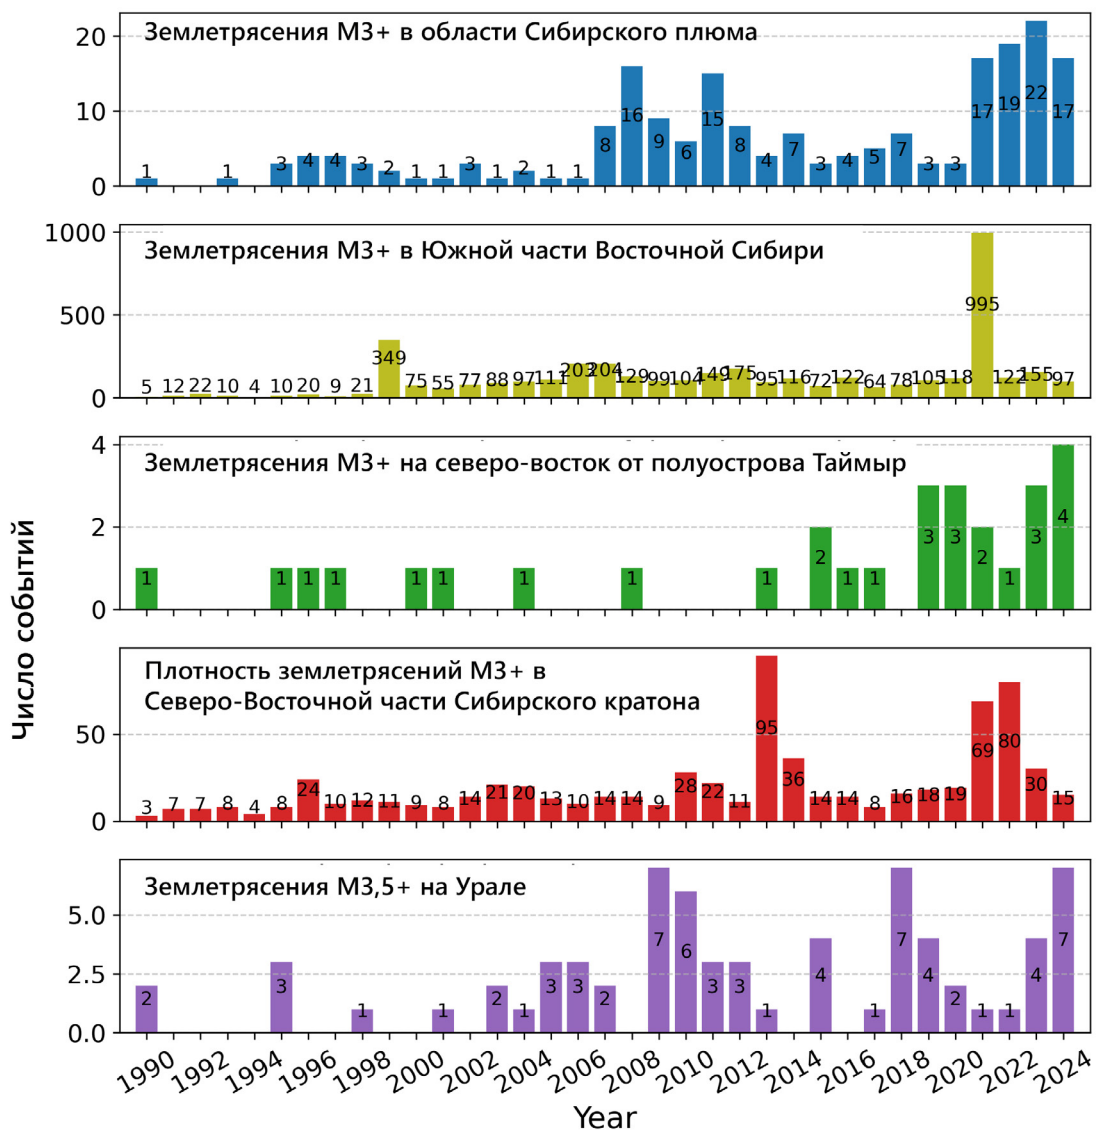 Землетрясения М3+ в области Сибирского плюма
20
10
0
1 1 3 4 4 3 2 1 1 3 1 2 1 1 8 16 9 6 15 8 4 7 3 4 5 7 3 3 17 19 22 17
Землетрясения М3+ в Южной части Восточной Сибири
1000
500
0
5 12 22 10 4 10 20 9 21 349 75 55 77 88 97 111 203 204 129 99 104 149 175 95 116 72 122 64 78 105 118 995 122 155 97
Землетрясения М3+ на северо-восток от полуострова Таймыр
4
2
0
1 1 1 1 1 1 1 1 1 2 1 1 3 3 2 1 3 4
Плотность землетрясений М3+ в
Северо-Восточной части Сибирского кратона
50
0
3 7 7 8 4 8 24 10 12 11 9 8 14 21 20 13 10 14 14 9 28 22 11 95 36 14 14 8 16 18 19 69 80 30 15
Землетрясения М3,5+ на Урале
5.0
2.5
0.0
2 3 1 1 2 1 3 3 2 7 6 3 3 1 4 1 7 4 2 1 1 4 7
1990 1992 1994 1996 1998 2000 2002 2004 2006 2008 2010 2012 2014 2016 2018 2020 2022 2024
Year
Число событий